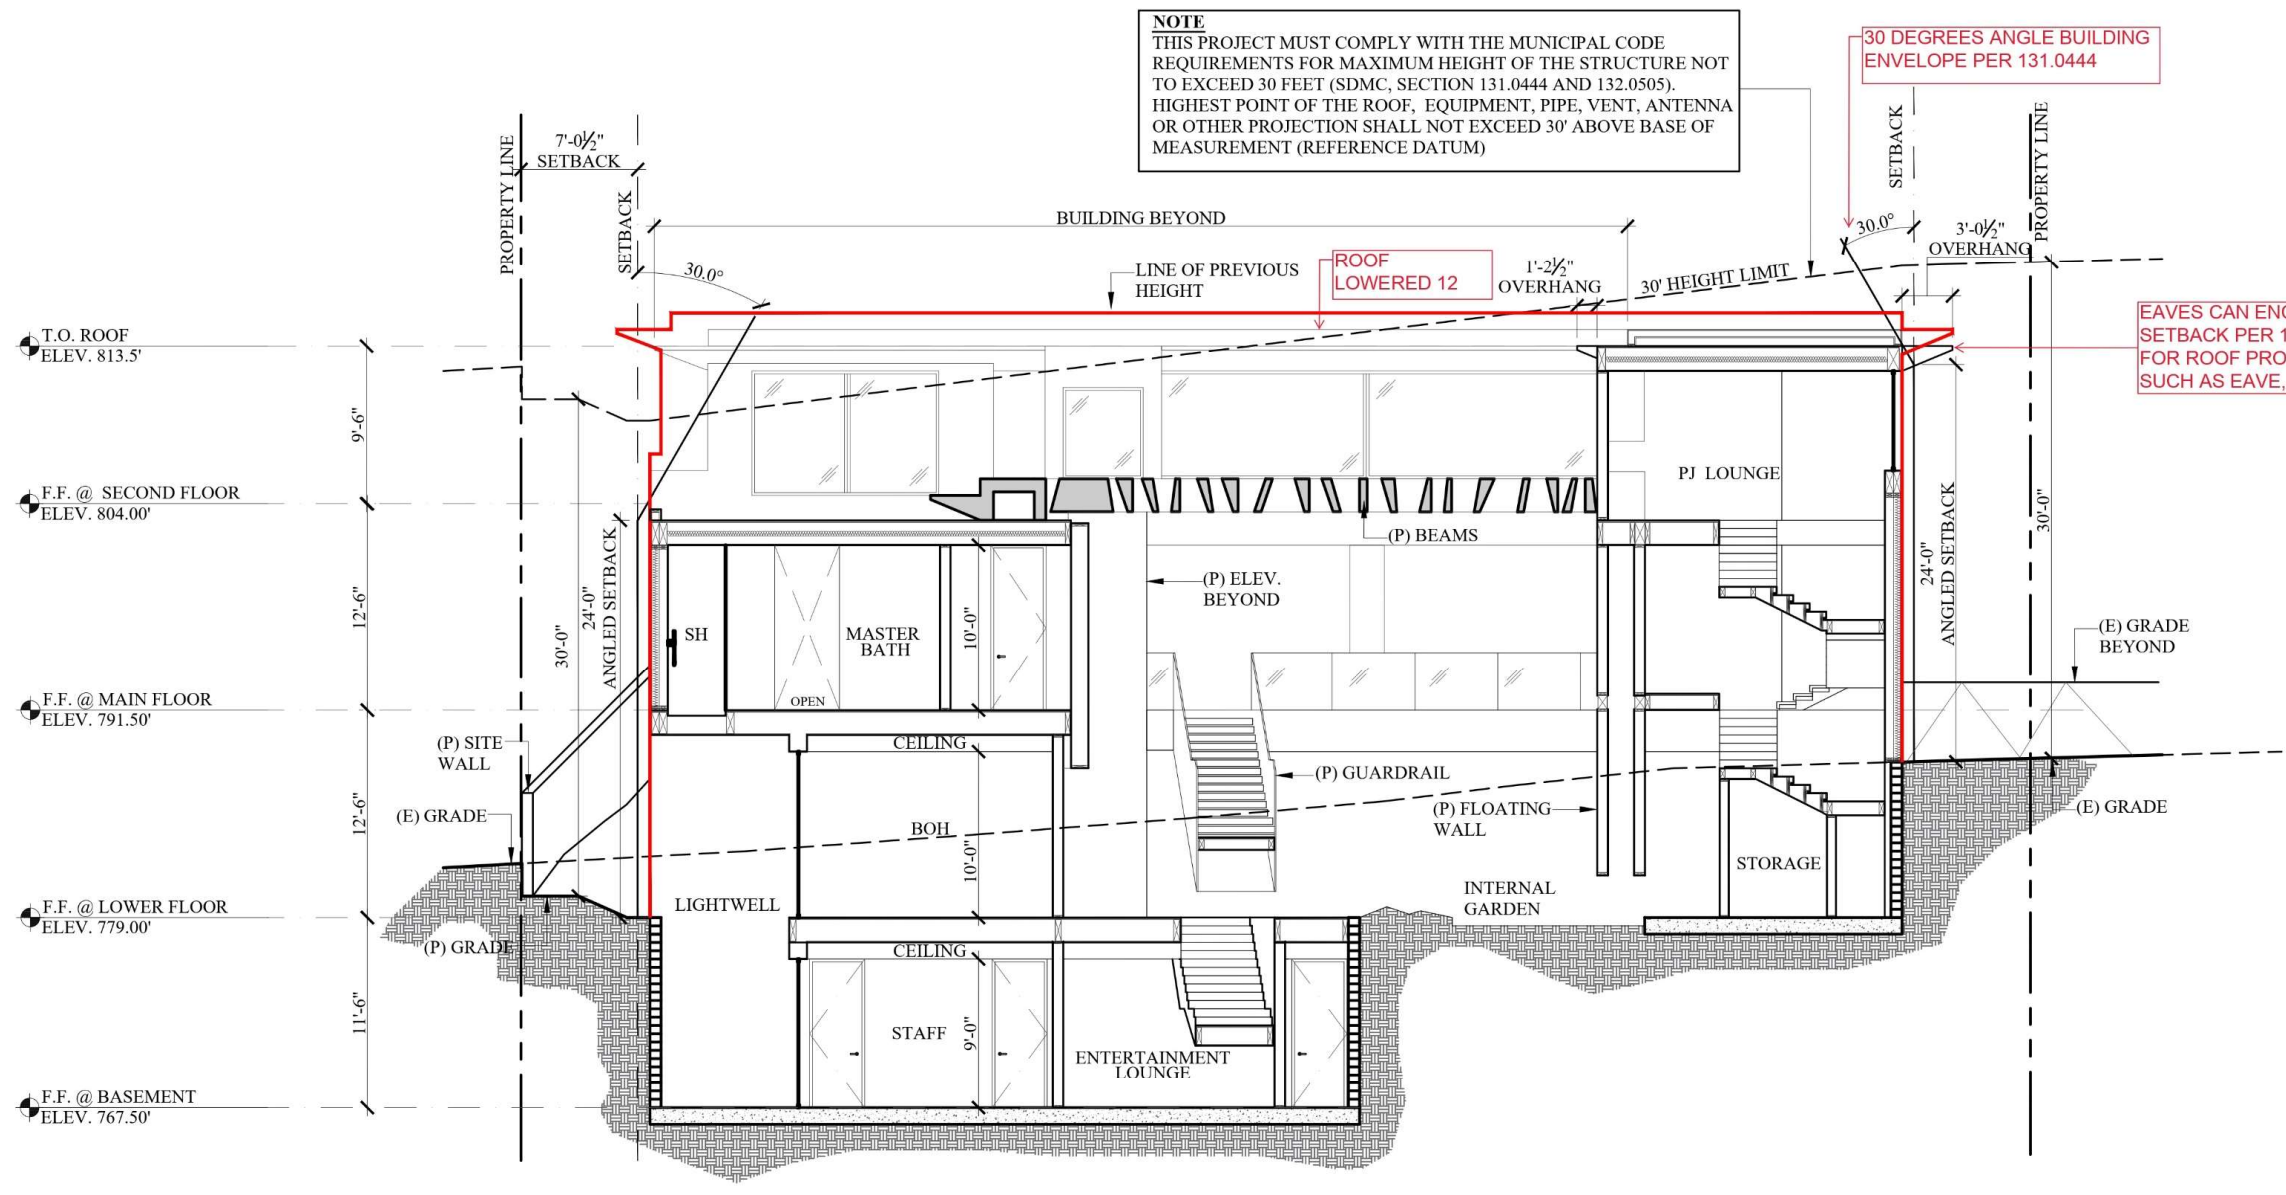 NOTE
THIS PROJECT MUST COMPLY WITH THE MUNICIPAL CODE
REQUIREMENTS FOR MAXIMUM HEIGHT OF THE STRUCTURE NOT
TO EXCEED 30 FEET (SDMC, SECTION 131.0444 AND 132.0505).
HIGHEST POINT OF THE ROOF, EQUIPMENT, PIPE, VENT, ANTENNA
OR OTHER PROJECTION SHALL NOT EXCEED 30' ABOVE BASE OF
MEASUREMENT (REFERENCE DATUM)
30 DEGREES ANGLE BUILDING
ENVELOPE PER 131.0444
PROPERTY LINE
7'-0½"
SETBACK
SETBACK
SETBACK
PROPERTY LINE
BUILDING BEYOND
30.0°
LINE OF PREVIOUS
HEIGHT
ROOF
LOWERED 12
1'-2½"
OVERHANG
30' HEIGHT LIMIT
30.0°
3'-0½"
OVERHANG
EAVES CAN EN
SETBACK PER 1
FOR ROOF PRO
SUCH AS EAVE,
T.O. ROOF
ELEV. 813.5'
9'-6"
F.F. @ SECOND FLOOR
ELEV. 804.00'
12'-6"
F.F. @ MAIN FLOOR
ELEV. 791.50'
12'-6"
F.F. @ LOWER FLOOR
ELEV. 779.00'
11'-6"
F.F. @ BASEMENT
ELEV. 767.50'
30'-0"
24'-0"
ANGLED SETBACK
(P) SITE
WALL
(E) GRADE
(P) GRADE
SH
OPEN
MASTER
BATH
10'-0"
CEILING
BOH
10'-0"
LIGHTWELL
CEILING
STAFF
9'-0"
ENTERTAINMENT
LOUNGE
(P) BEAMS
(P) ELEV.
BEYOND
(P) GUARDRAIL
(P) FLOATING
WALL
INTERNAL
GARDEN
PJ LOUNGE
STORAGE
24'-0"
ANGLED SETBACK
30'-0"
(E) GRADE
BEYOND
(E) GRADE